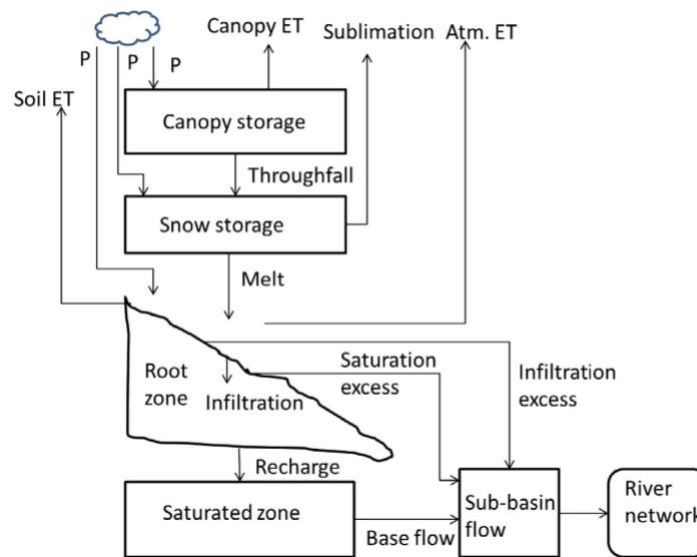 Canopy ET
Sublimation
Atm. ET
P
P
P
Soil ET
Canopy storage
Throughfall
Snow storage
Melt
Root
zone
Infiltration
Saturation
excess
Infiltration
excess
Recharge
Saturated zone
Base flow
Sub-basin
flow
River
network